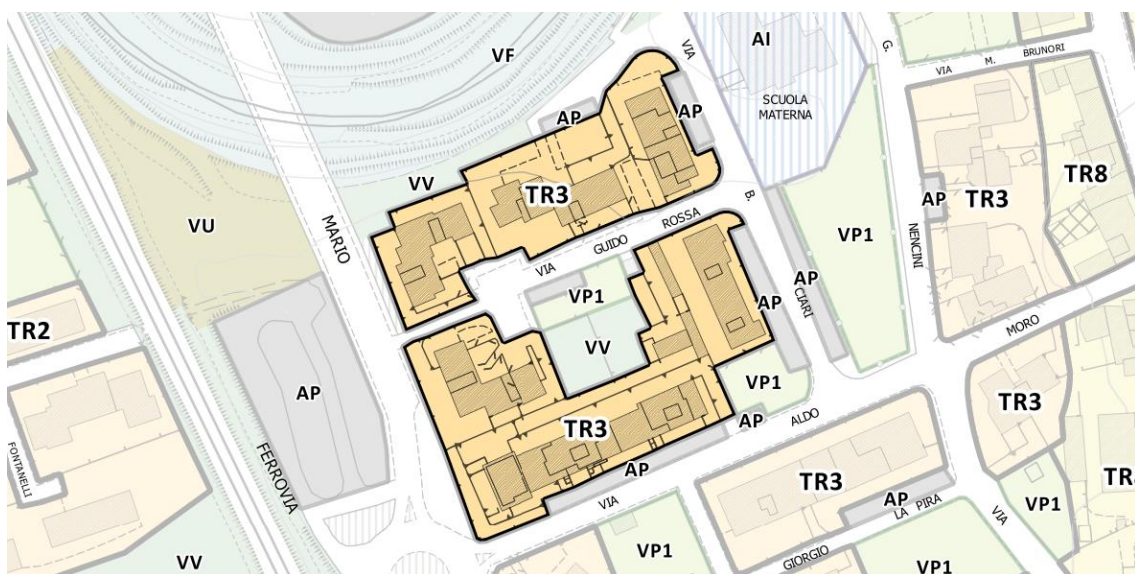 VIA
AI
G.
VF
VIA M. BRUNORI
SCUOLA
MATERNA
AP
AP
VV
TR3
TR3
TR8
AP
VU
MARIO
B.
ROSSA
GUIDO
VIA
VP1
NENCINI
AP
CIARI
VP1
AP
MORO
TR2
VV
AP
VP1
TR3
ALDO
AP
TR3
FONTANELLI
FERROVIA
AP
VIA
TR3
AP
LA PIRA
TR
VP1
VIA
VP1
GIORGIO
VP1
VV